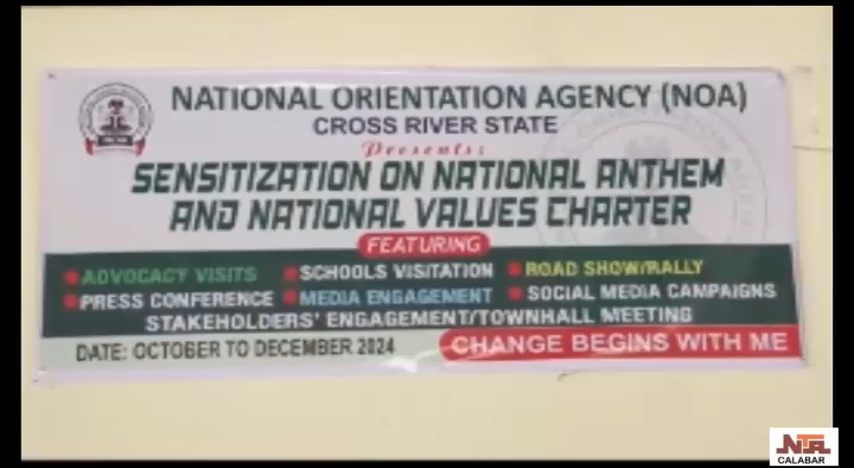 NATIONAL ORIENTATION AGENCY (NOA)
CROSS RIVER STATE
Presents:
SENSITIZATION ON NATIONAL ANTHEM
AND NATIONAL VALUES CHARTER
FEATURING
ADVOCACY VISITS SCHOOLS VISITATION ROAD SHOW/RALLY
PRESS CONFERENCE MEDIA ENGAGEMENT SOCIAL MEDIA CAMPAIGNS
STAKEHOLDERS' ENGAGEMENT/TOWNHALL MEETING
DATE: OCTOBER TO DECEMBER 2024 CHANGE BEGINS WITH ME
NTA
CALABAR